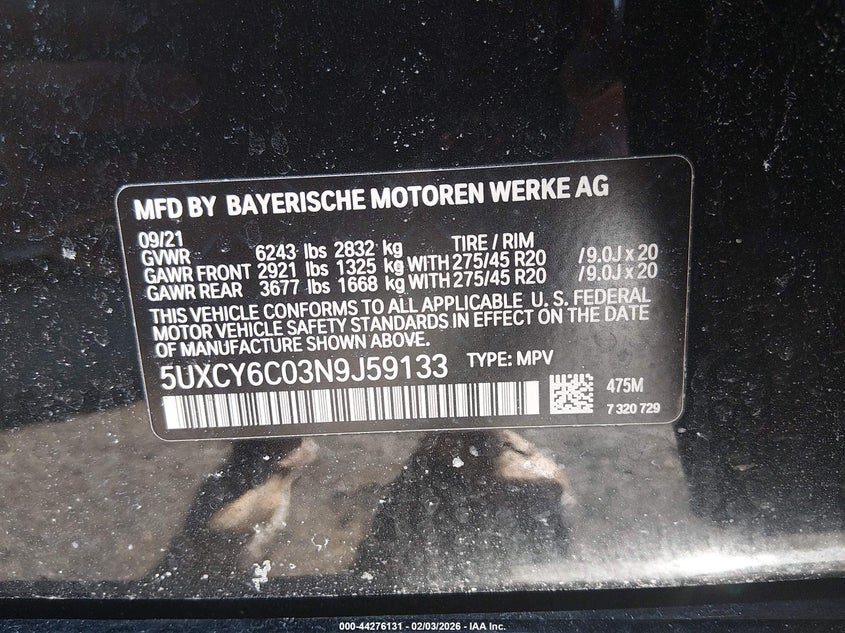 MFD BY BAYERISCHE MOTOREN WERKE AG
09/21 TIRE / RIM
GVWR 6243 lbs 2832 kg
GAWR FRONT 2921 lbs 1325 kg WITH 275/45 R20 /9.0J x 20
GAWR REAR 3677 lbs 1668 kg WITH 275/45 R20 /9.0J x 20
THIS VEHICLE CONFORMS TO ALL APPLICABLE U. S. FEDERAL
MOTOR VEHICLE SAFETY STANDARDS IN EFFECT ON THE DATE
OF MANUFACTURE SHOWN ABOVE.
5UXCY6C03N9J59133 TYPE: MPV
475M
7 320 729
000-44276131 - 02/03/2026 - IAA Inc.